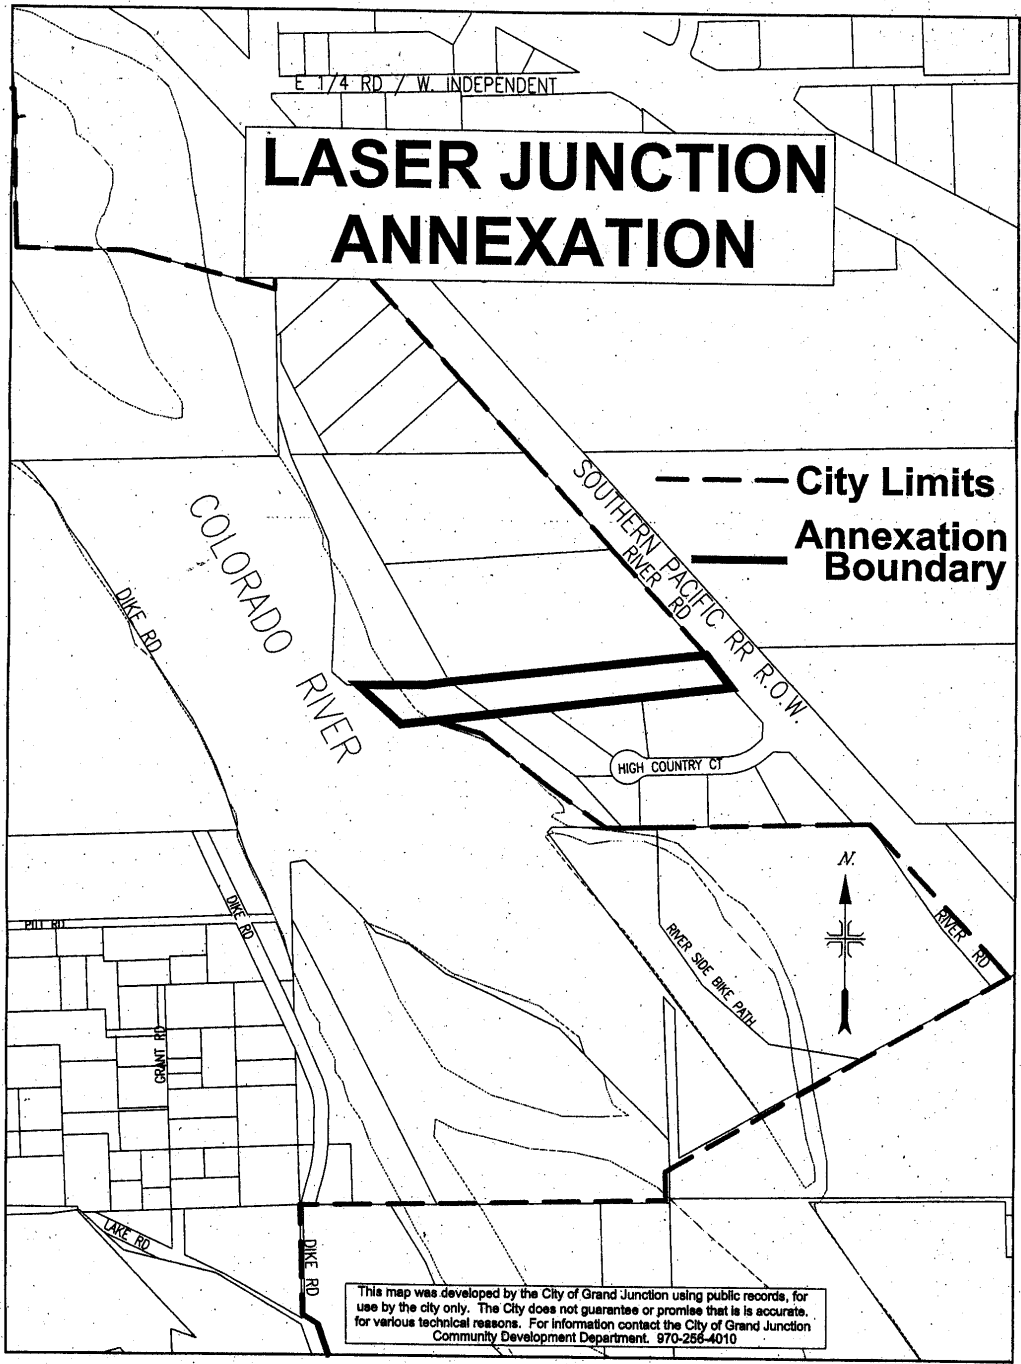 E 1/4 RD / W. INDEPENDENT
LASER JUNCTION
ANNEXATION
City Limits
Annexation
Boundary
SOUTHERN PACIFIC RR R.O.W.
RIVER RD
COLORADO RIVER
DIKE RD
HIGH COUNTRY CT
N.
RIVER RD
RIVER SIDE BIKE PATH
DIKE RD
GRANT RD
LAKE RD
DIKE RD
This map was developed by the City of Grand Junction using public records, for
use by the city only. The City does not guarantee or promise that is is accurate,
for various technical reasons. For information contact the City of Grand Junction
Community Development Department. 970-256-4010